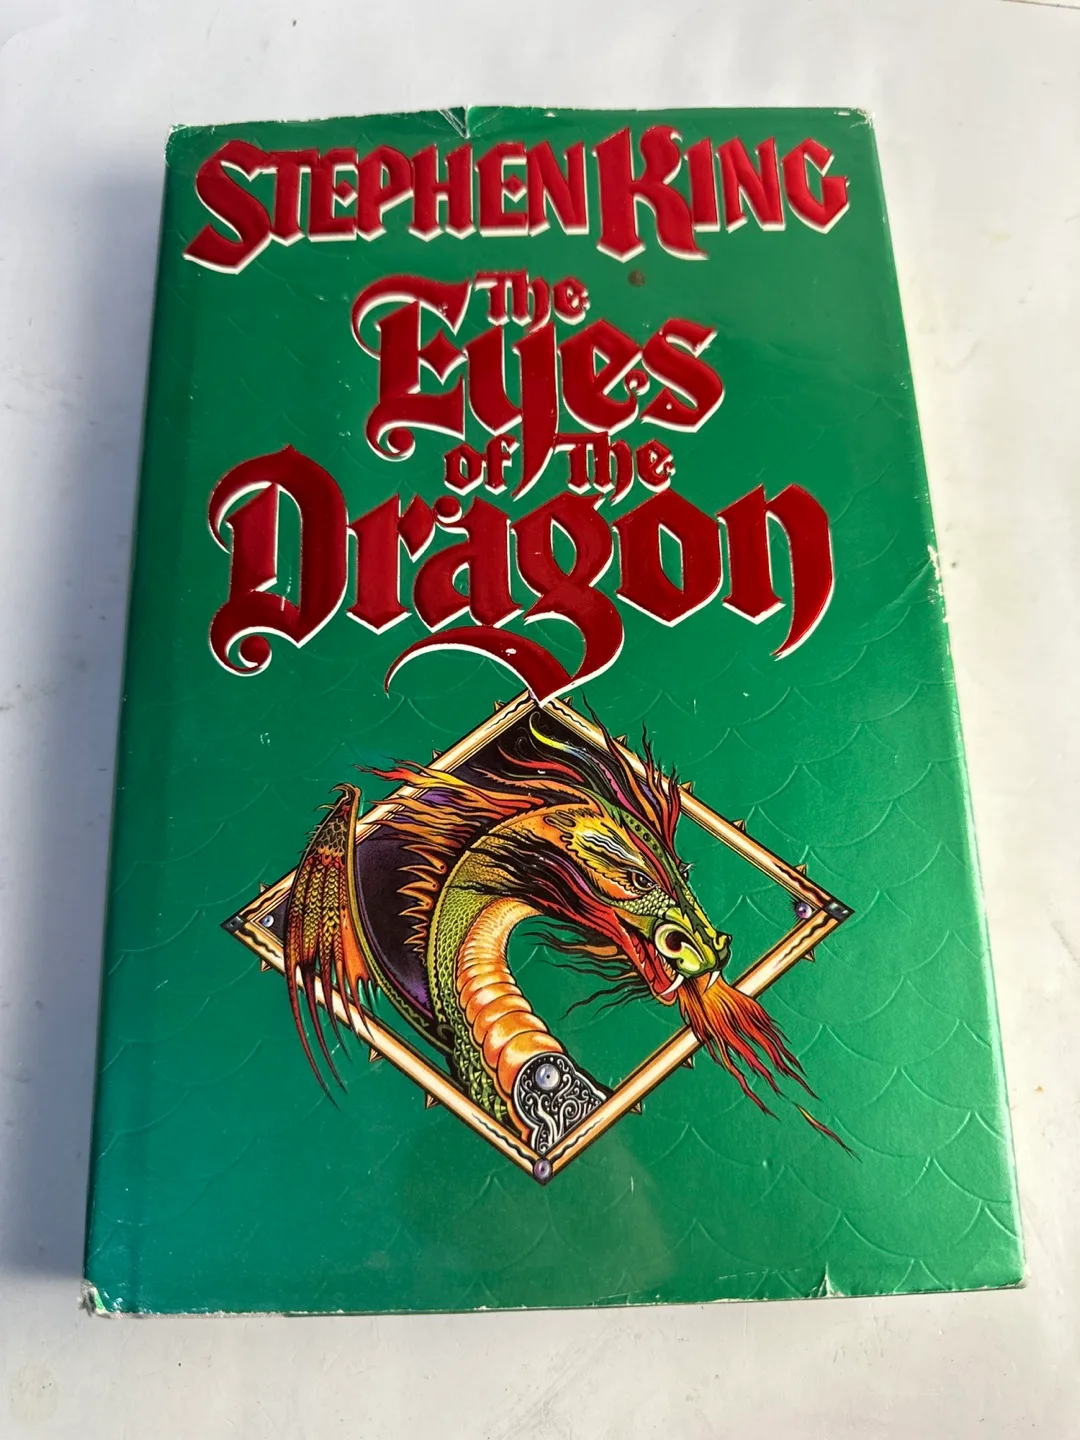 STEPHEN KING
The
Eyes
of The
Dragon